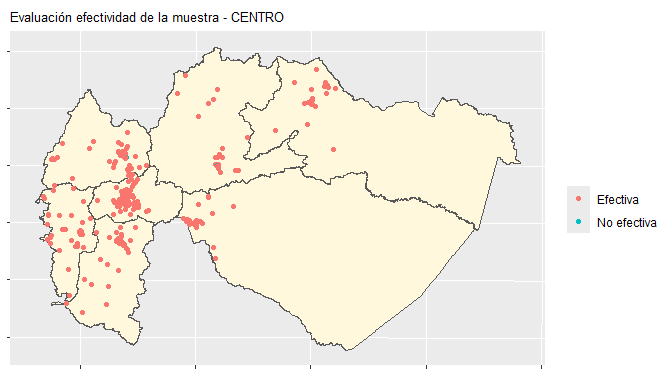 Evaluación efectividad de la muestra - CENTRO
Efectiva
No efectiva